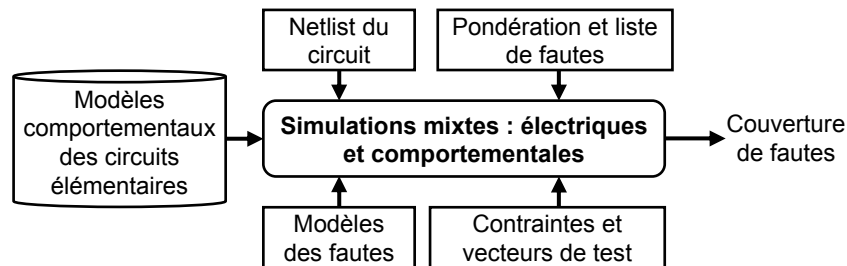 Netlist du
circuit
Pondération et liste
de fautes
Modèles
comportementaux
des circuits
élémentaires
Simulations mixtes : électriques
et comportementales
Couverture
de fautes
Modèles
des fautes
Contraintes et
vecteurs de test